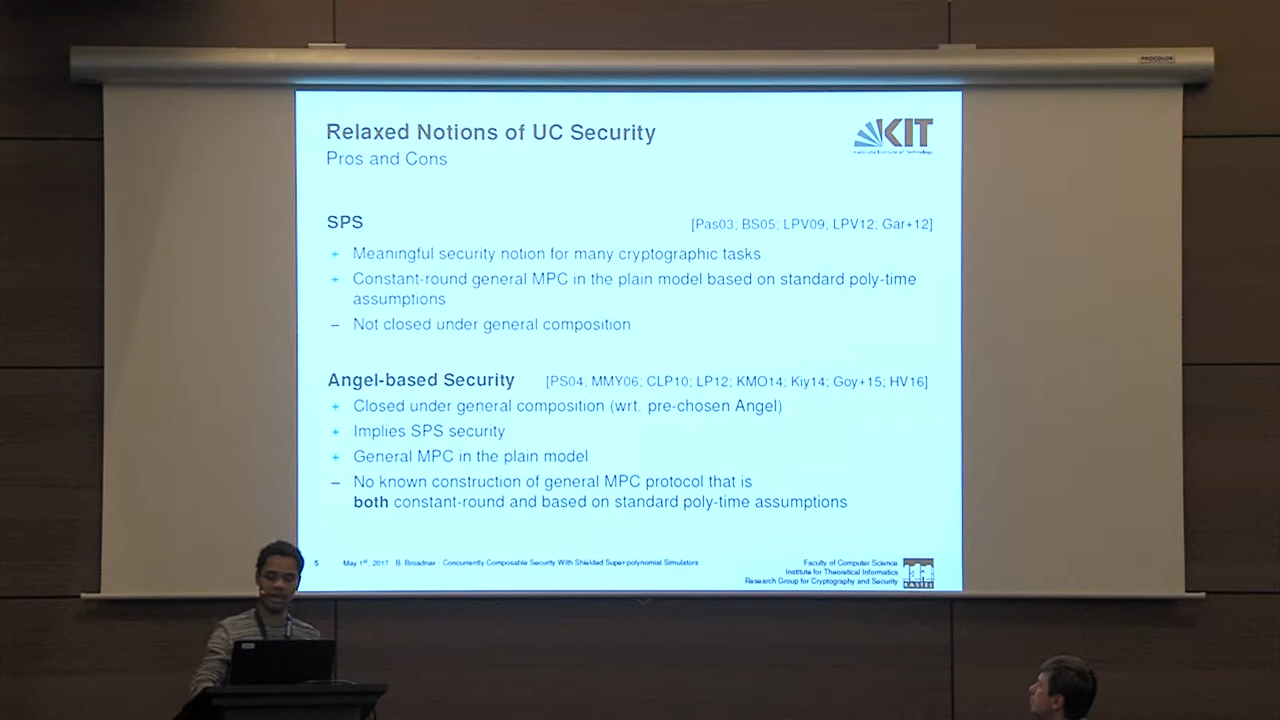 PROCOLOR
Relaxed Notions of UC Security
KIT
Pros and Cons
Karlsruhe Institute of Technology
SPS [Pas03; BS05; LPV09; LPV12; Gar+12]
+ Meaningful security notion for many cryptographic tasks
+ Constant-round general MPC in the plain model based on standard poly-time
assumptions
– Not closed under general composition
Angel-based Security [PS04, MMY06; CLP10; LP12; KMO14; Kiy14; Goy+15; HV16]
+ Closed under general composition (wrt. pre-chosen Angel)
+ Implies SPS security
+ General MPC in the plain model
– No known construction of general MPC protocol that is
both constant-round and based on standard poly-time assumptions
5 May 1st, 2017 B. Broadnax - Concurrently Composable Security With Shielded Super-polynomial Simulators
Faculty of Computer Science
Institute for Theoretical Informatics
Research Group for Cryptography and Security
KASTEL